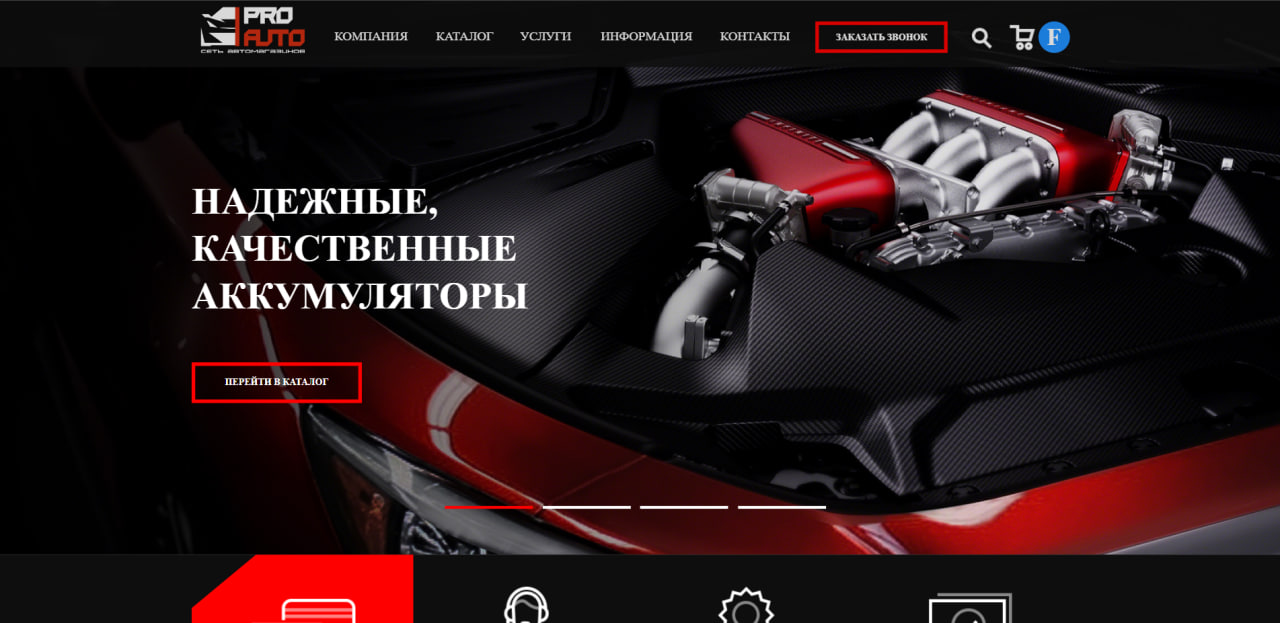 PRO
AUTO
СЕТЬ АВТОМАГАЗИНОВ
КОМПАНИЯ КАТАЛОГ УСЛУГИ ИНФОРМАЦИЯ КОНТАКТЫ ЗАКАЗАТЬ ЗВОНОК F
НАДЕЖНЫЕ,
КАЧЕСТВЕННЫЕ
АККУМУЛЯТОРЫ
ПЕРЕЙТИ В КАТАЛОГ